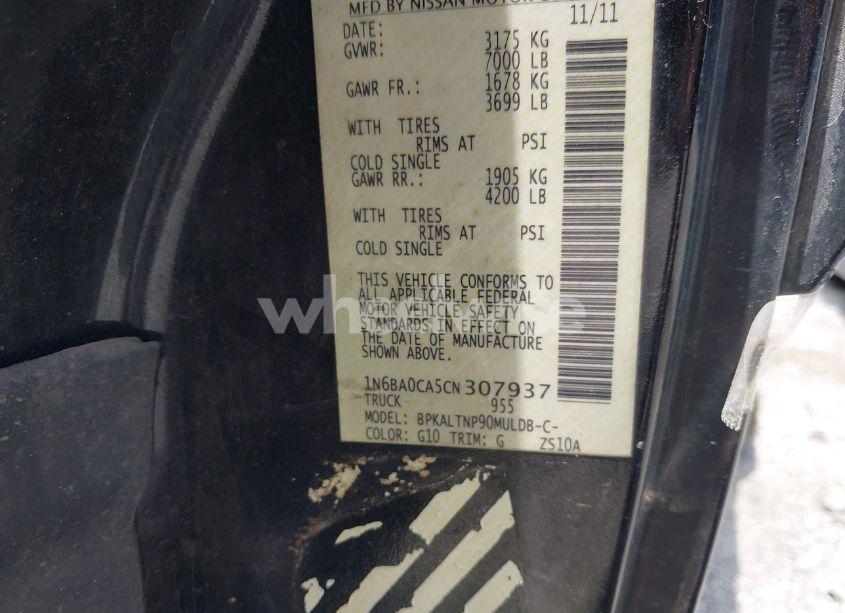 MFD BY NISSAN MOTOR
DATE: 11/11
GVWR: 3175 KG
7000 LB
GAWR FR.: 1678 KG
3699 LB
WITH TIRES
RIMS AT PSI
COLD SINGLE
GAWR RR.: 1905 KG
4200 LB
WITH TIRES
RIMS AT PSI
COLD SINGLE
THIS VEHICLE CONFORMS TO
ALL APPLICABLE FEDERAL
MOTOR VEHICLE SAFETY
STANDARDS IN EFFECT ON
THE DATE OF MANUFACTURE
SHOWN ABOVE.
1N6BA0CA5CN307937
TRUCK 955
MODEL: BPKALTNP90MULDB-C-
COLOR: G10 TRIM: G ZS10A